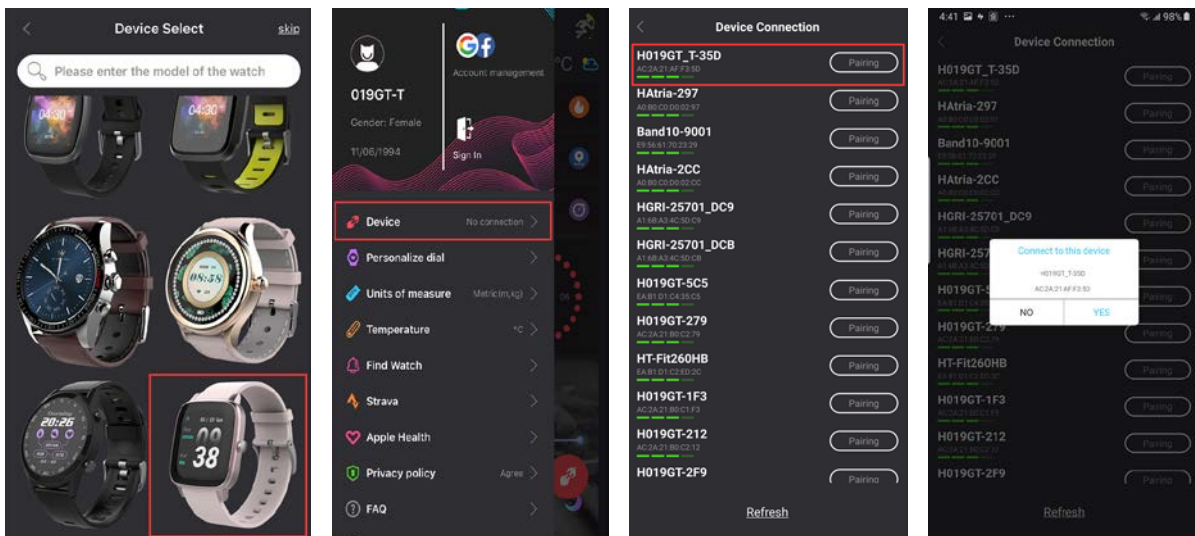 Device Select
skip
Please enter the model of the watch
04:30
04:30
08:58
20:26
09
38
Account management
019GT-T
Gender: Female
11/06/1994
Sign In
Device
No connection
Personalize dial
Units of measure
Metric(m,kg)
Temperature
°C
Find Watch
Strava
Apple Health
Privacy policy
Agree
FAQ
°C
Device Connection
H019GT_T-35D
Pairing
AC:2A:21:AF:F3:5D
HAtria-297
Pairing
A0:B0:C0:D0:02:97
Band10-9001
Pairing
E9:56:61:70:23:29
HAtria-2CC
Pairing
A0:B0:C0:D0:02:CC
HGRI-25701_DC9
Pairing
A1:6B:A3:4C:5D:C9
HGRI-25701_DCB
Pairing
A1:6B:A3:4C:5D:CB
H019GT-5C5
Pairing
EA:B1:D1:C4:35:C5
H019GT-279
Pairing
AC:2A:21:B0:C2:79
HT-Fit260HB
Pairing
EA:B1:D1:C2:ED:2C
H019GT-1F3
Pairing
AC:2A:21:B0:C1:F3
H019GT-212
Pairing
AC:2A:21:B0:C2:12
H019GT-2F9
Pairing
Refresh
4:41
98%
Device Connection
H019GT_T-35D
Pairing
HAtria-297
Pairing
Band10-9001
Pairing
HAtria-2CC
Pairing
HGRI-25701_DC9
Pairing
HGRI-257
Pairing
Connect to this device
H019GT_T-35D
AC:2A:21:AF:F3:5D
NO
YES
H019GT-5
Pairing
H019GT-279
Pairing
HT-Fit260HB
Pairing
H019GT-1F3
Pairing
H019GT-212
Pairing
H019GT-2F9
Pairing
Refresh